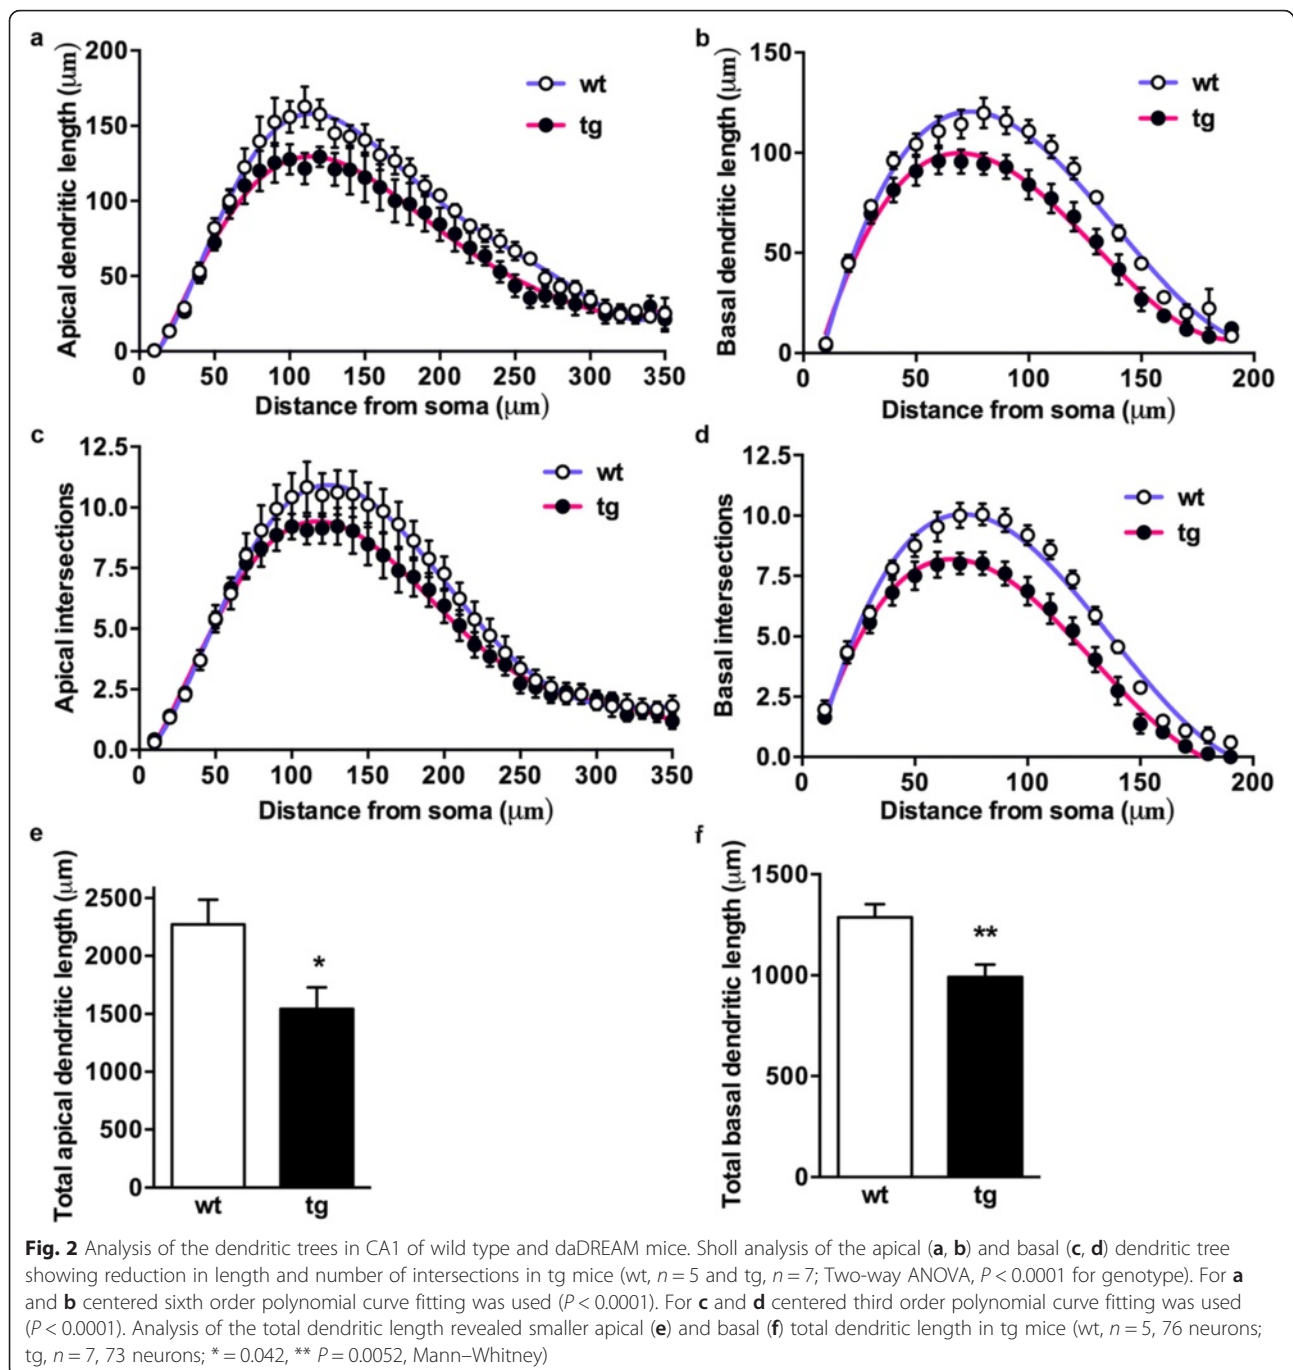 a
Apical dendritic length (μm)
200
150
100
50
0
wt
tg
0 50 100 150 200 250 300 350
Distance from soma (μm)
b
Basal dendritic length (μm)
150
100
50
0
wt
tg
0 50 100 150 200
Distance from soma (μm)
c
Apical intersections
12.5
10.0
7.5
5.0
2.5
0.0
wt
tg
0 50 100 150 200 250 300 350
Distance from soma (μm)
d
Basal intersections
12.5
10.0
7.5
5.0
2.5
0.0
wt
tg
0 50 100 150 200
Distance from soma (μm)
e
Total apical dendritic length (μm)
2500
2000
1500
1000
500
0
*
wt tg
f
Total basal dendritic length (μm)
1500
1000
500
0
**
wt tg
Fig. 2 Analysis of the dendritic trees in CA1 of wild type and daDREAM mice. Sholl analysis of the apical (a, b) and basal (c, d) dendritic tree
showing reduction in length and number of intersections in tg mice (wt, n = 5 and tg, n = 7; Two-way ANOVA, P < 0.0001 for genotype). For a
and b centered sixth order polynomial curve fitting was used (P < 0.0001). For c and d centered third order polynomial curve fitting was used
(P < 0.0001). Analysis of the total dendritic length revealed smaller apical (e) and basal (f) total dendritic length in tg mice (wt, n = 5, 76 neurons;
tg, n = 7, 73 neurons; * = 0.042, ** P = 0.0052, Mann–Whitney)